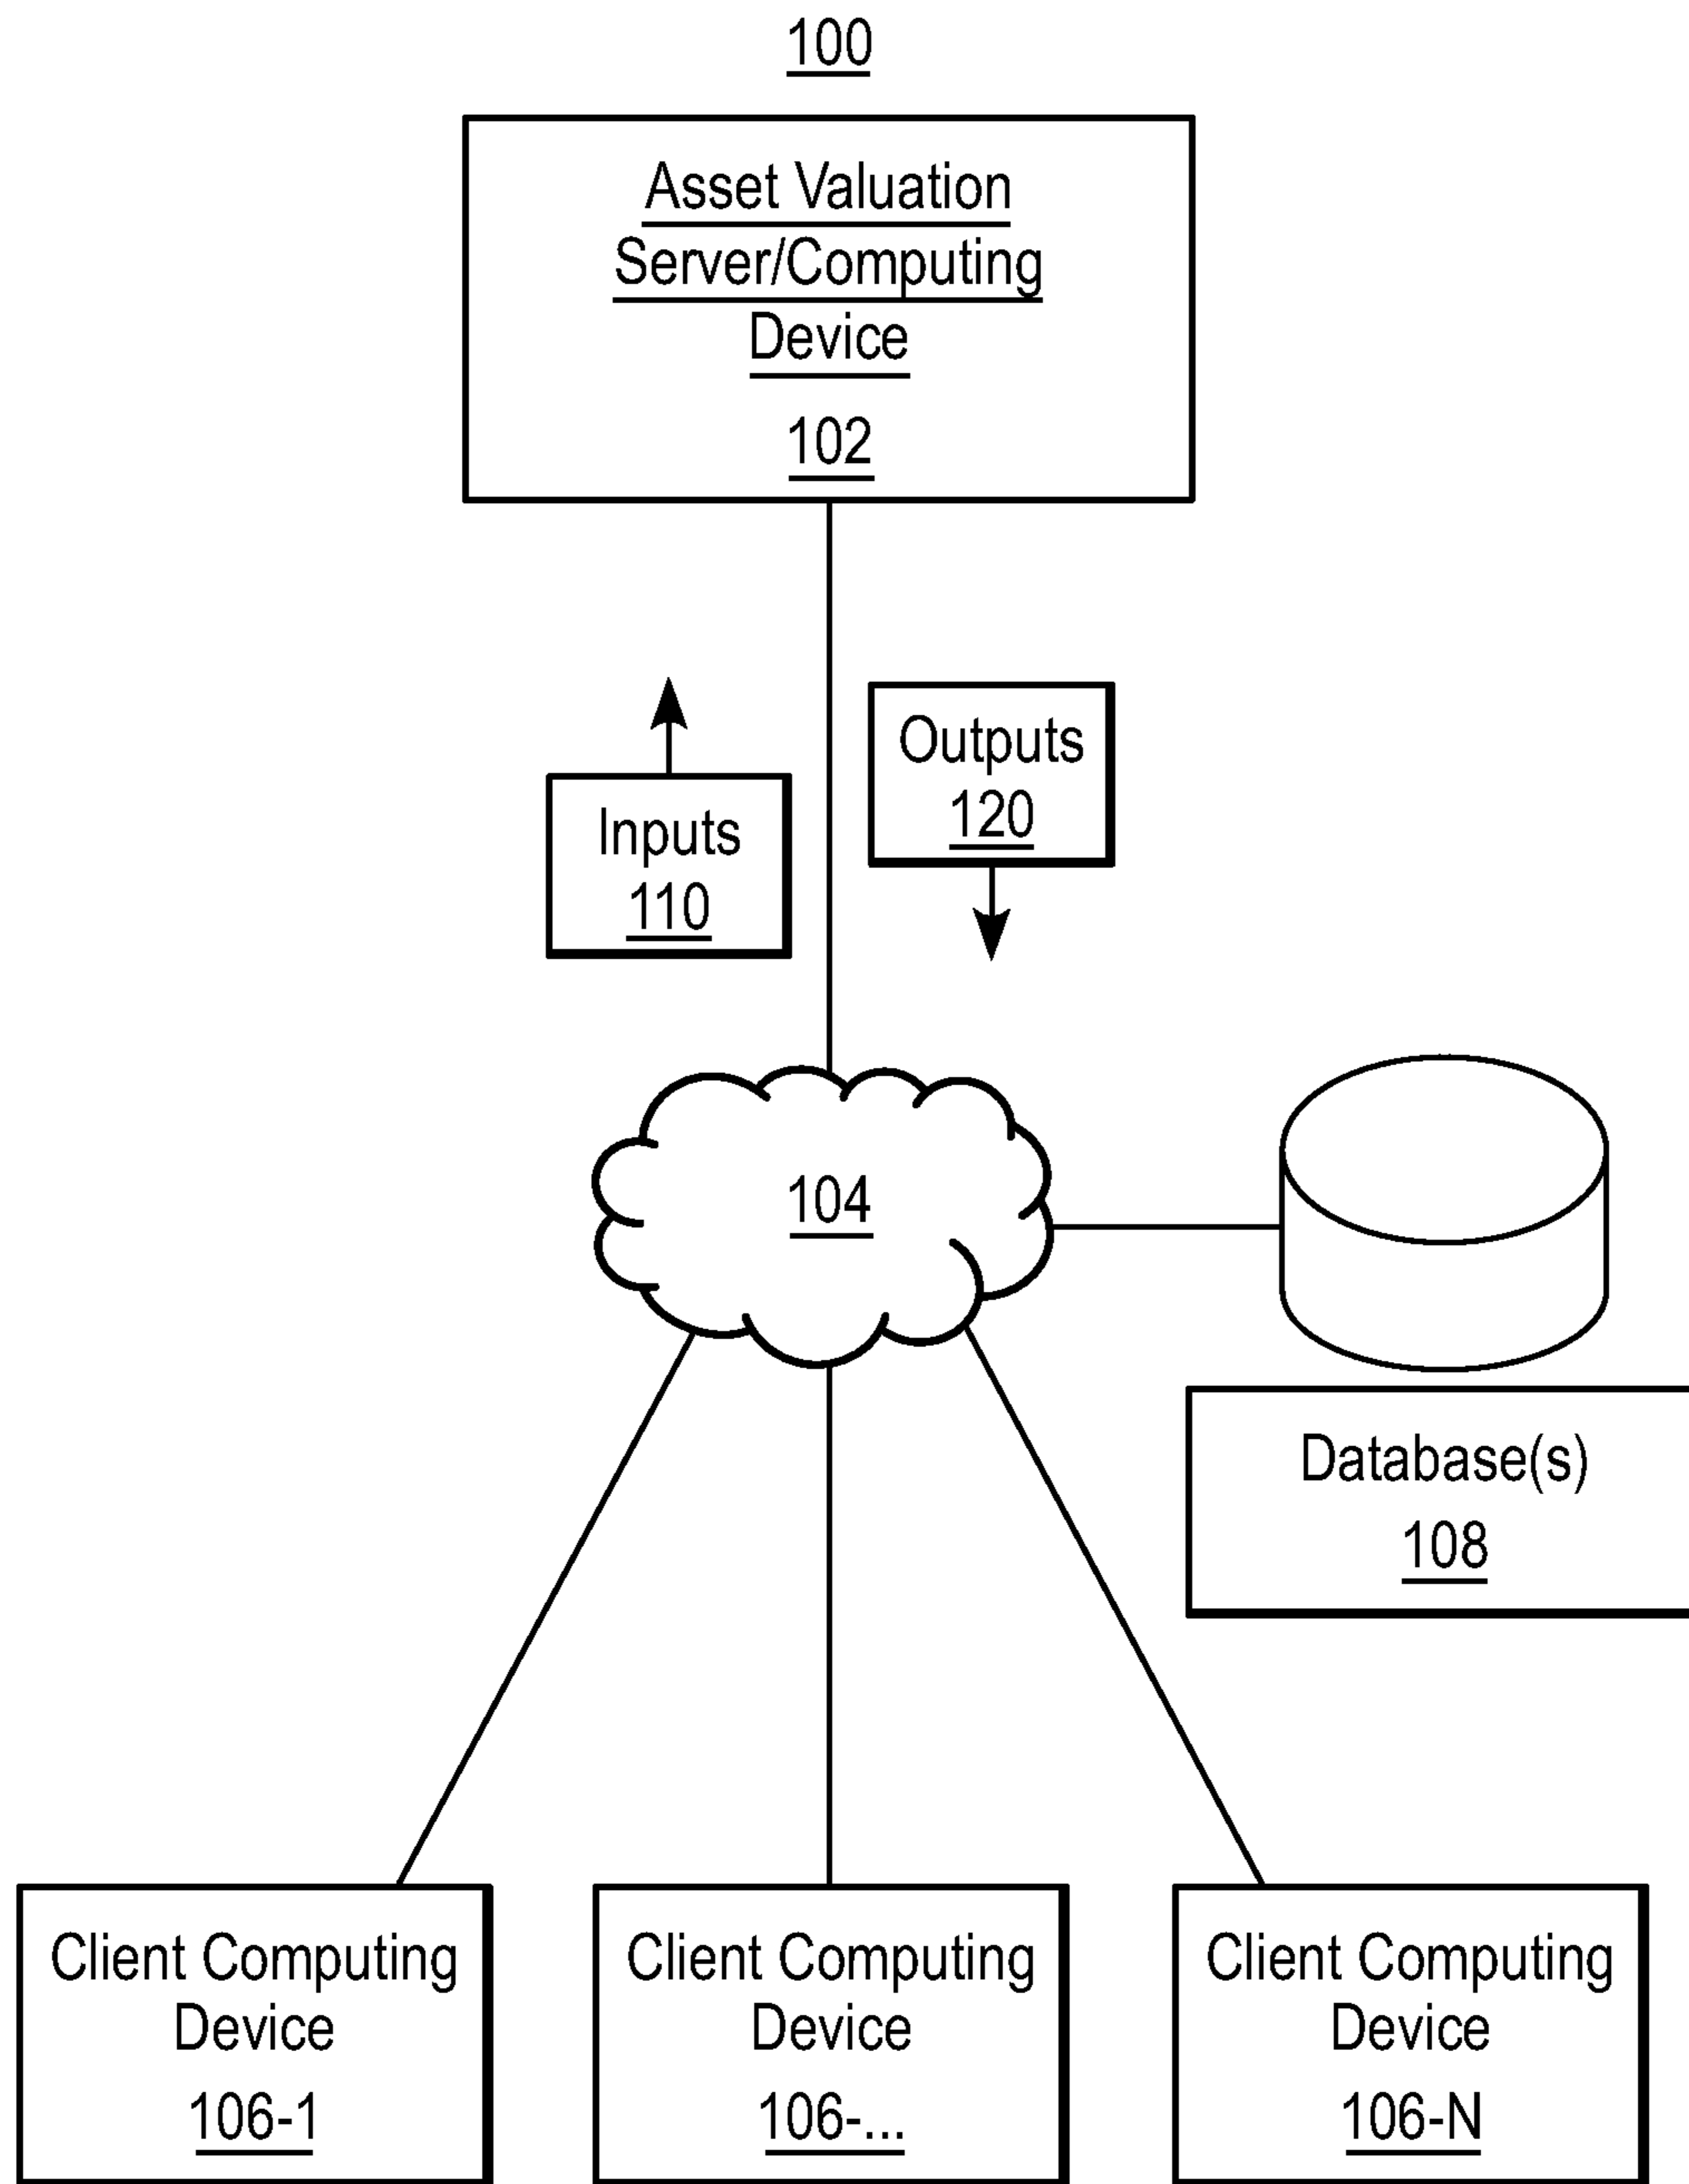 100
Asset Valuation
Server/Computing
Device
102
Outputs
120
Inputs
110
104
Database(s)
108
Client Computing
Device
106-1
Client Computing
Device
106-...
Client Computing
Device
106-N